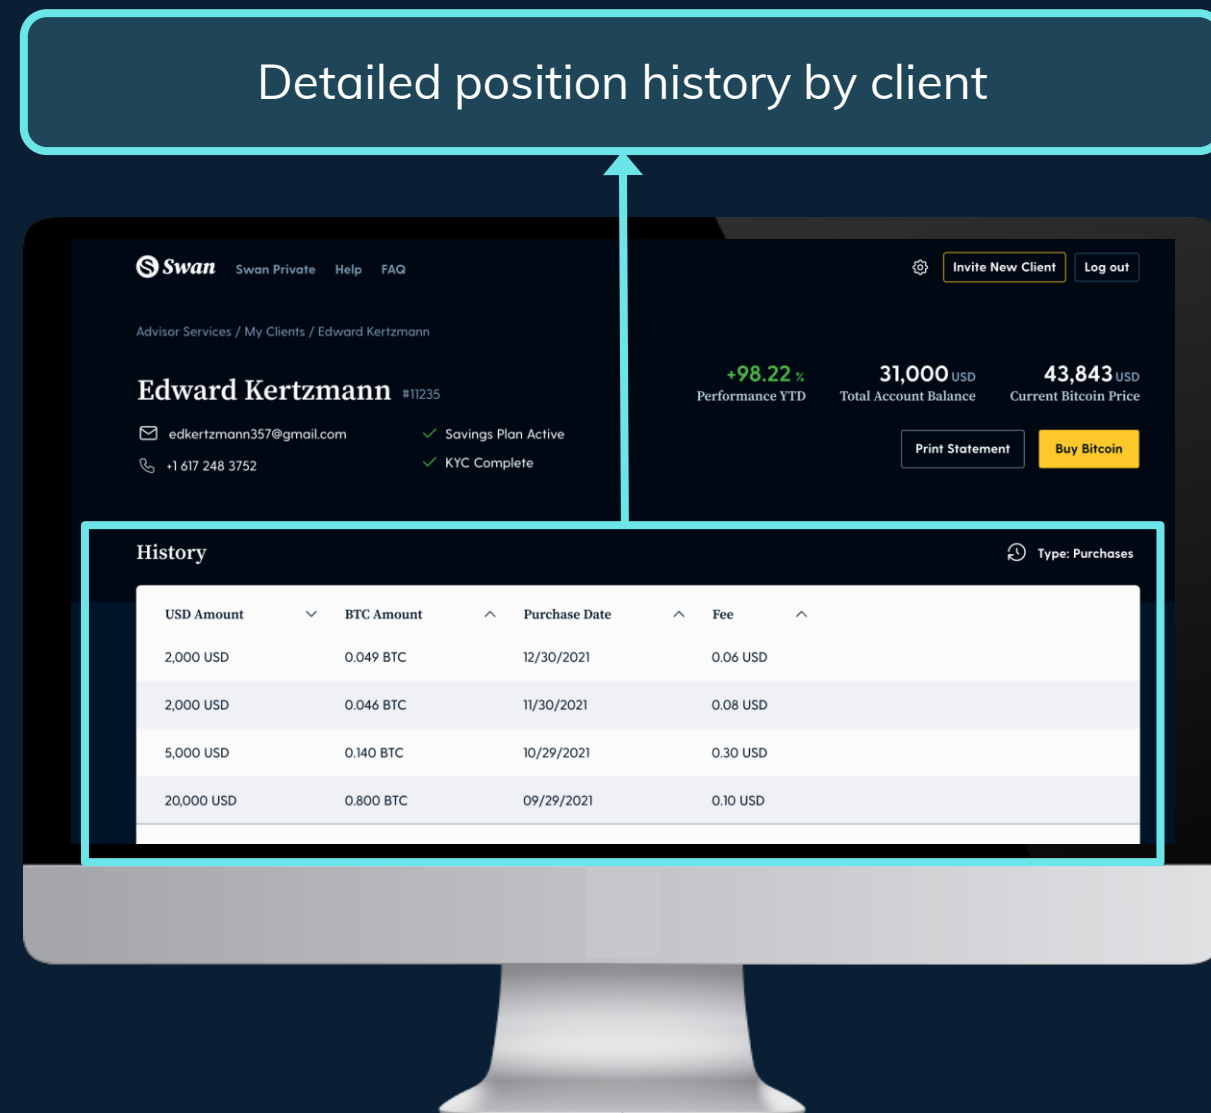 Detailed position history by client
Swan Swan Private Help FAQ Invite New Client Log out
Advisor Services / My Clients / Edward Kertzmann
Edward Kertzmann #11235
+98.22 % 31,000 USD 43,843 USD
Performance YTD Total Account Balance Current Bitcoin Price
edkertzmann357@gmail.com Savings Plan Active
+1 617 248 3752 KYC Complete
Print Statement Buy Bitcoin
History Type: Purchases
USD Amount BTC Amount Purchase Date Fee
2,000 USD 0.049 BTC 12/30/2021 0.06 USD
2,000 USD 0.046 BTC 11/30/2021 0.08 USD
5,000 USD 0.140 BTC 10/29/2021 0.30 USD
20,000 USD 0.800 BTC 09/29/2021 0.10 USD